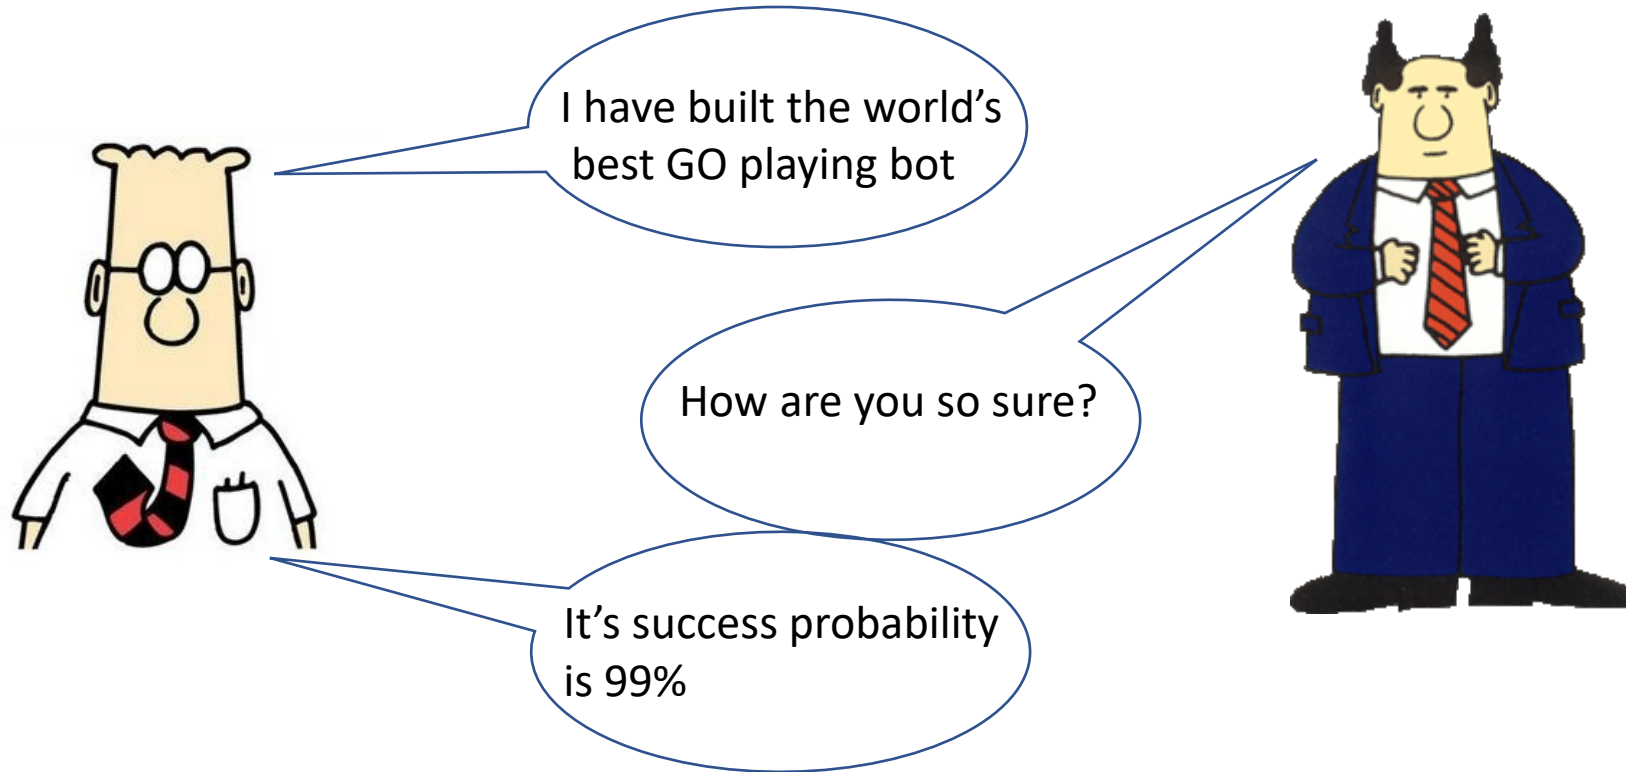 I have built the world’s
best GO playing bot
How are you so sure?
It’s success probability
is 99%